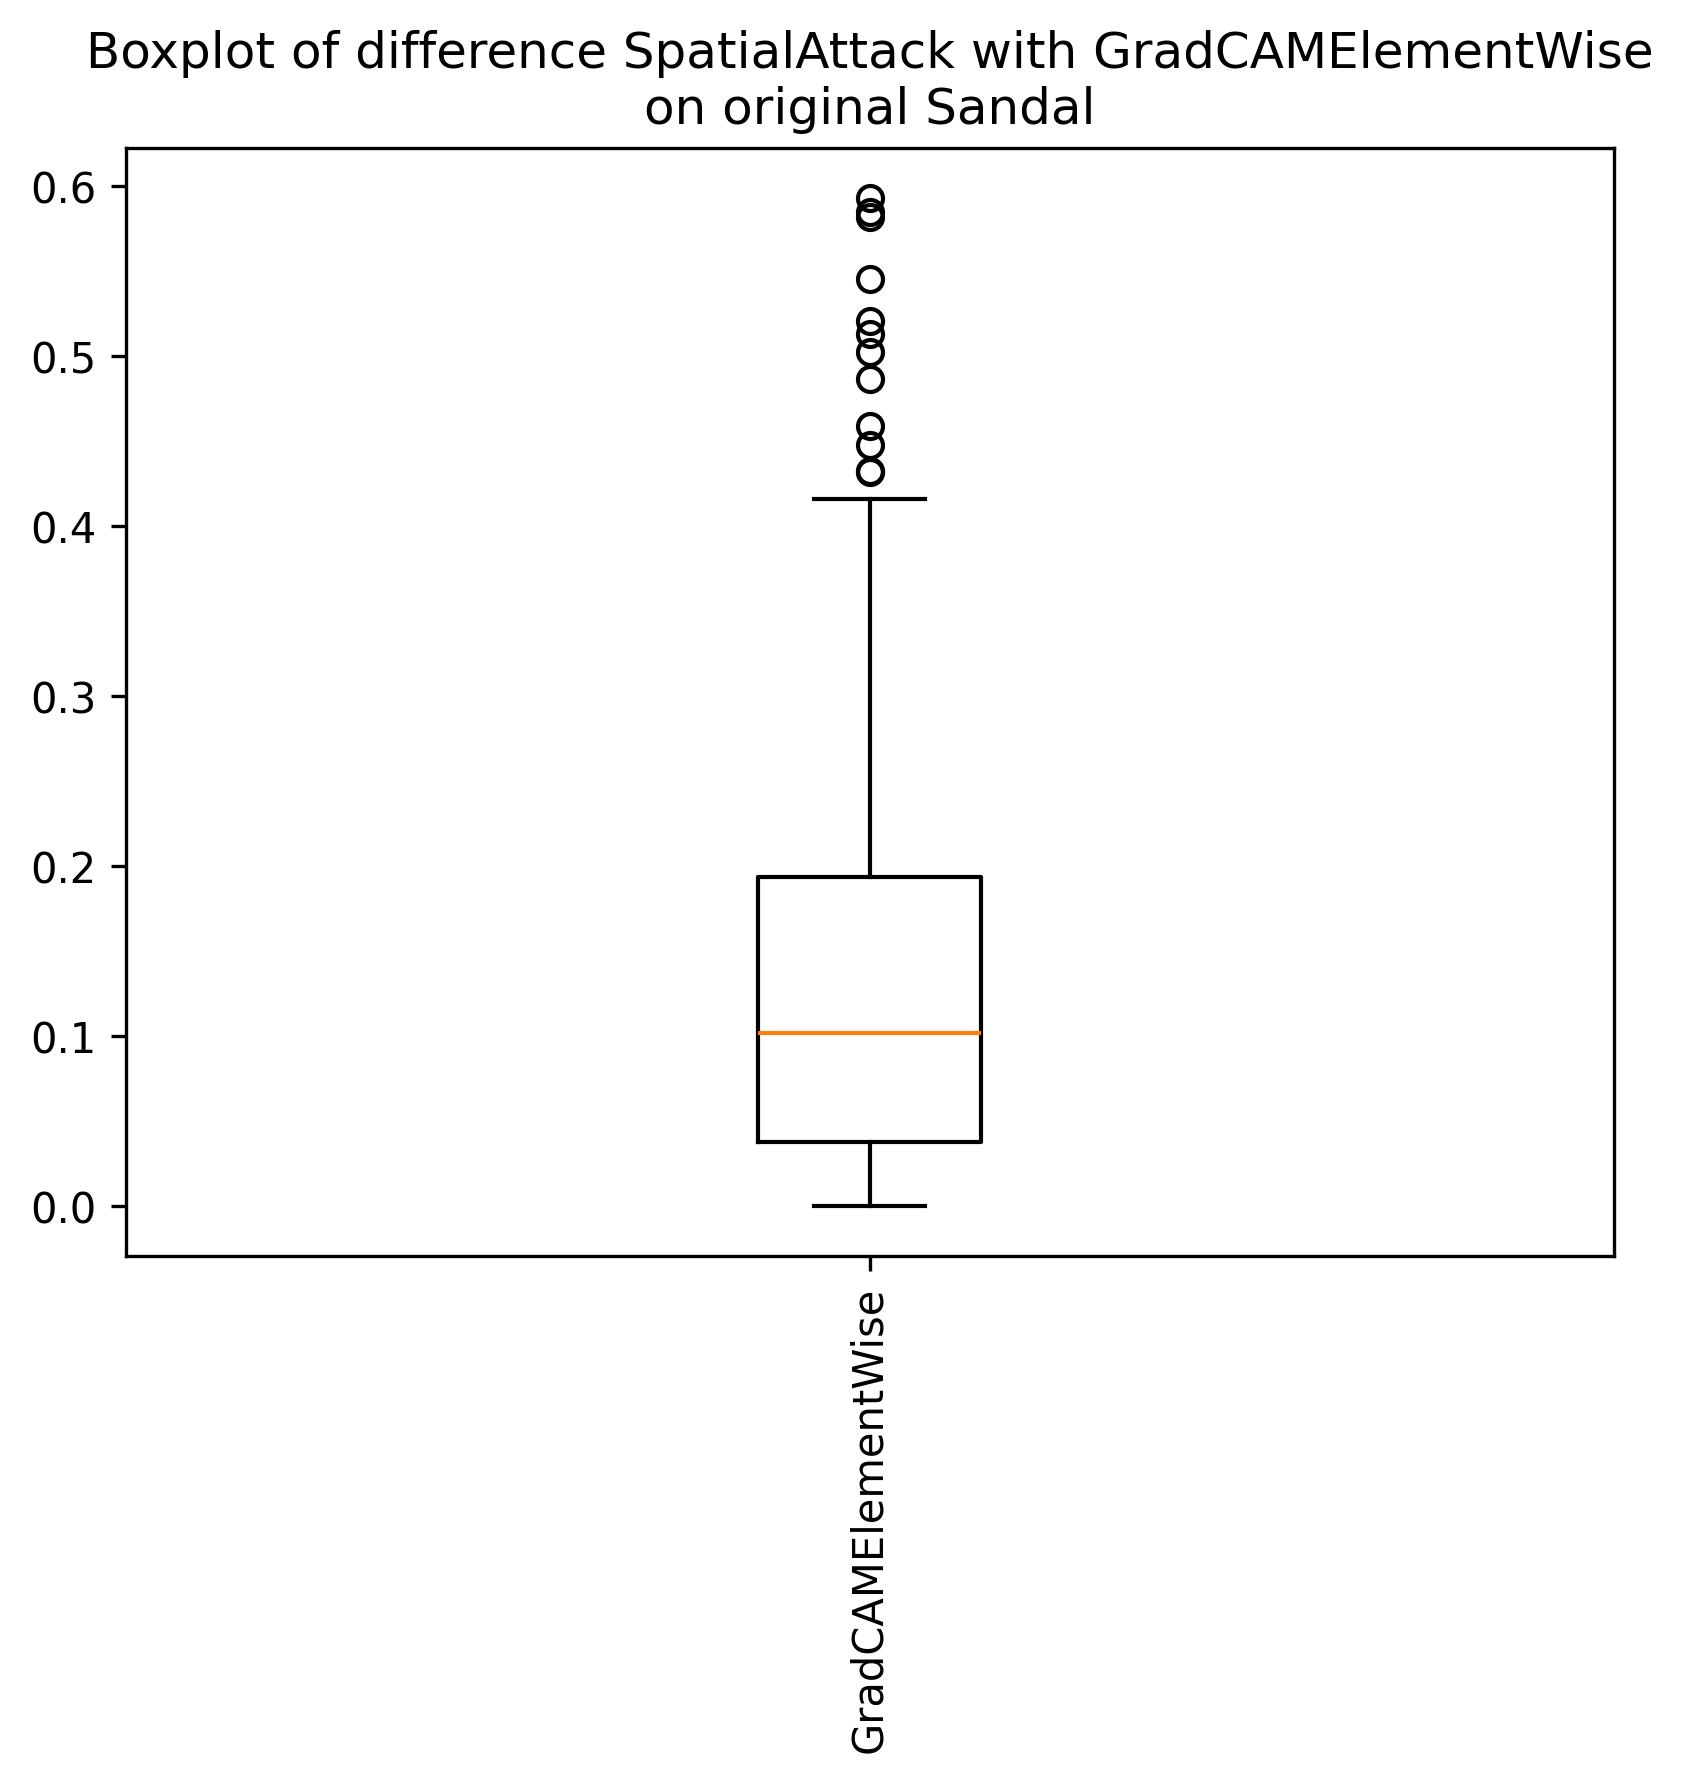 Boxplot of difference SpatialAttack with GradCAMElementWise
on original Sandal
0.6
0.5
0.4
0.3
0.2
0.1
0.0
GradCAMElementWise